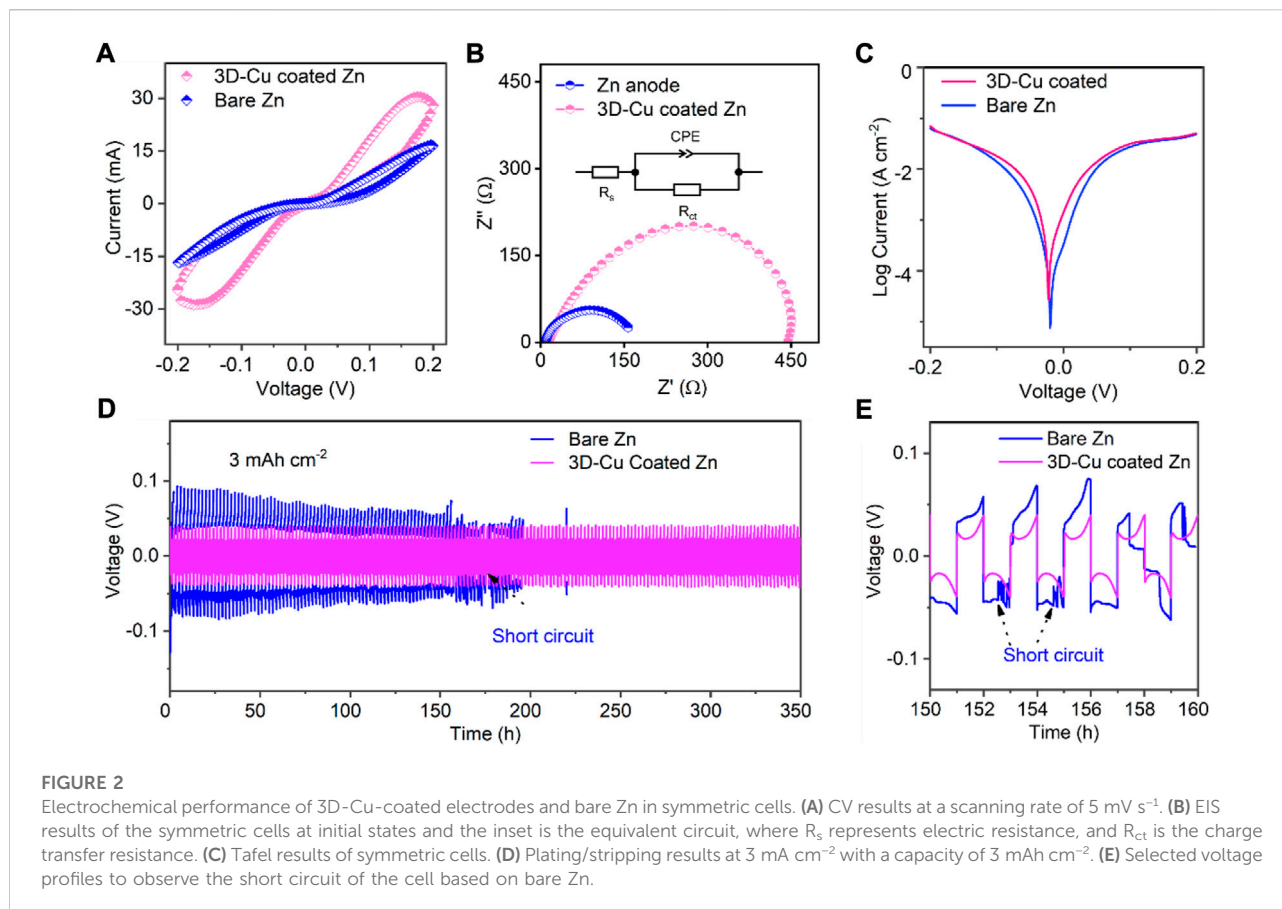 A
3D-Cu coated Zn
Bare Zn
30
15
0
-15
-30
Current (mA)
-0.2
-0.1
0.0
0.1
0.2
Voltage (V)
B
Zn anode
3D-Cu coated Zn
CPE
Rs
Rct
450
300
150
0
Z'' (Ω)
0
150
300
450
Z' (Ω)
C
3D-Cu coated
Bare Zn
0
-2
-4
Log Current (A cm⁻²)
-0.2
0.0
0.2
Voltage (V)
D
3 mAh cm⁻²
Bare Zn
3D-Cu Coated Zn
0.1
0.0
-0.1
Voltage (V)
Short circuit
0
50
100
150
200
250
300
350
Time (h)
E
Bare Zn
3D-Cu coated Zn
0.1
0.0
-0.1
Voltage (V)
Short circuit
150
152
154
156
158
160
Time (h)
FIGURE 2
Electrochemical performance of 3D-Cu-coated electrodes and bare Zn in symmetric cells. (A) CV results at a scanning rate of 5 mV s⁻¹. (B) EIS
results of the symmetric cells at initial states and the inset is the equivalent circuit, where Rs represents electric resistance, and Rct is the charge
transfer resistance. (C) Tafel results of symmetric cells. (D) Plating/stripping results at 3 mA cm⁻² with a capacity of 3 mAh cm⁻². (E) Selected voltage
profiles to observe the short circuit of the cell based on bare Zn.